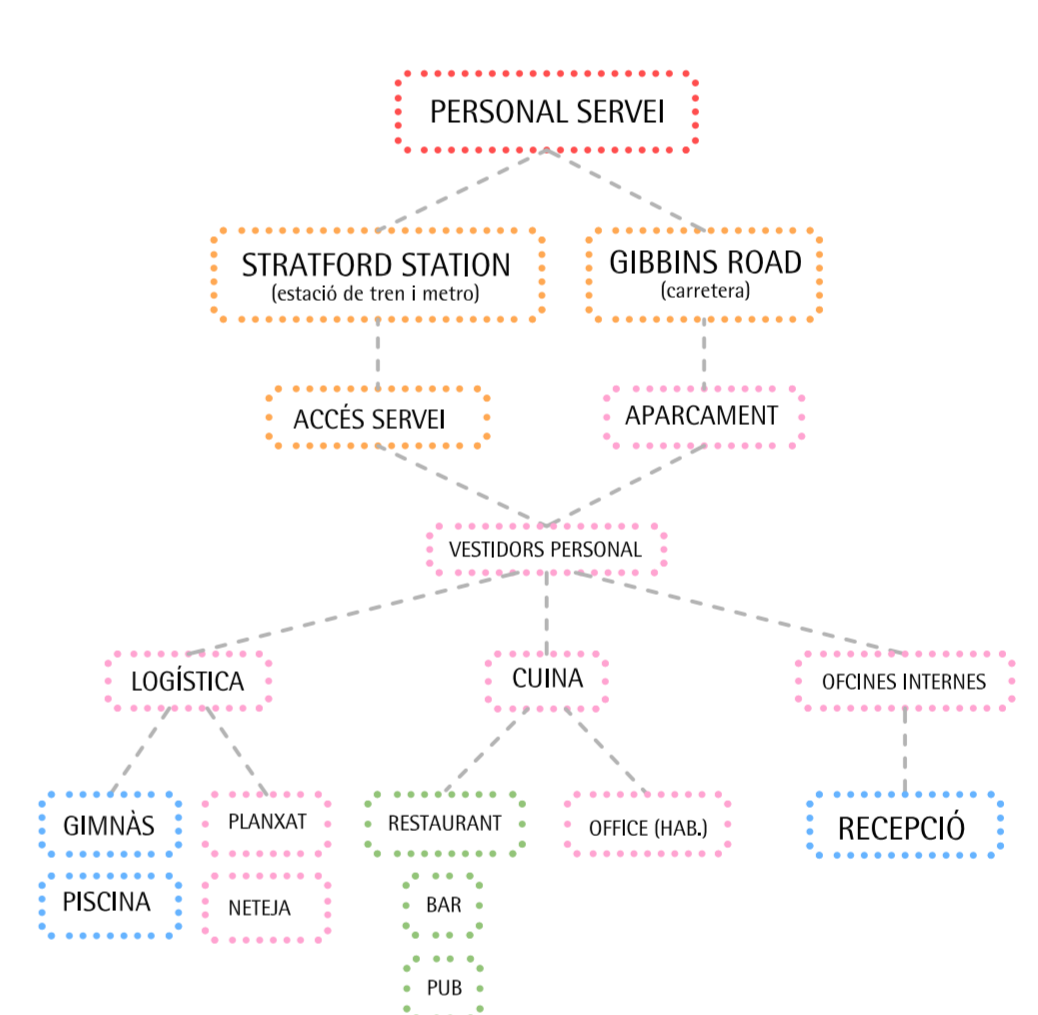 PERSONAL SERVEI
STRATFORD STATION
(estació de tren i metro)
GIBBINS ROAD
(carretera)
ACCÉS SERVEI
APARCAMENT
VESTIDORS PERSONAL
LOGÍSTICA
CUINA
OFCINES INTERNES
GIMNÀS
PLANXAT
RESTAURANT
OFFICE (HAB.)
RECEPCIÓ
PISCINA
NETEJA
BAR
PUB